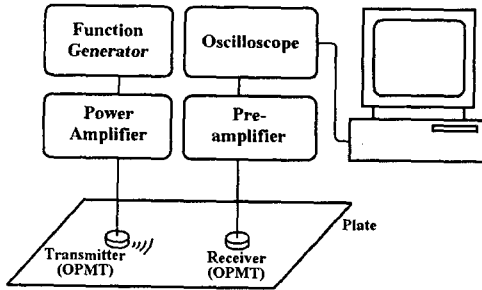 Function
Generator
Oscilloscope
Power
Amplifier
Pre-
amplifier
Plate
Transmitter
(OPMT)
Receiver
(OPMT)